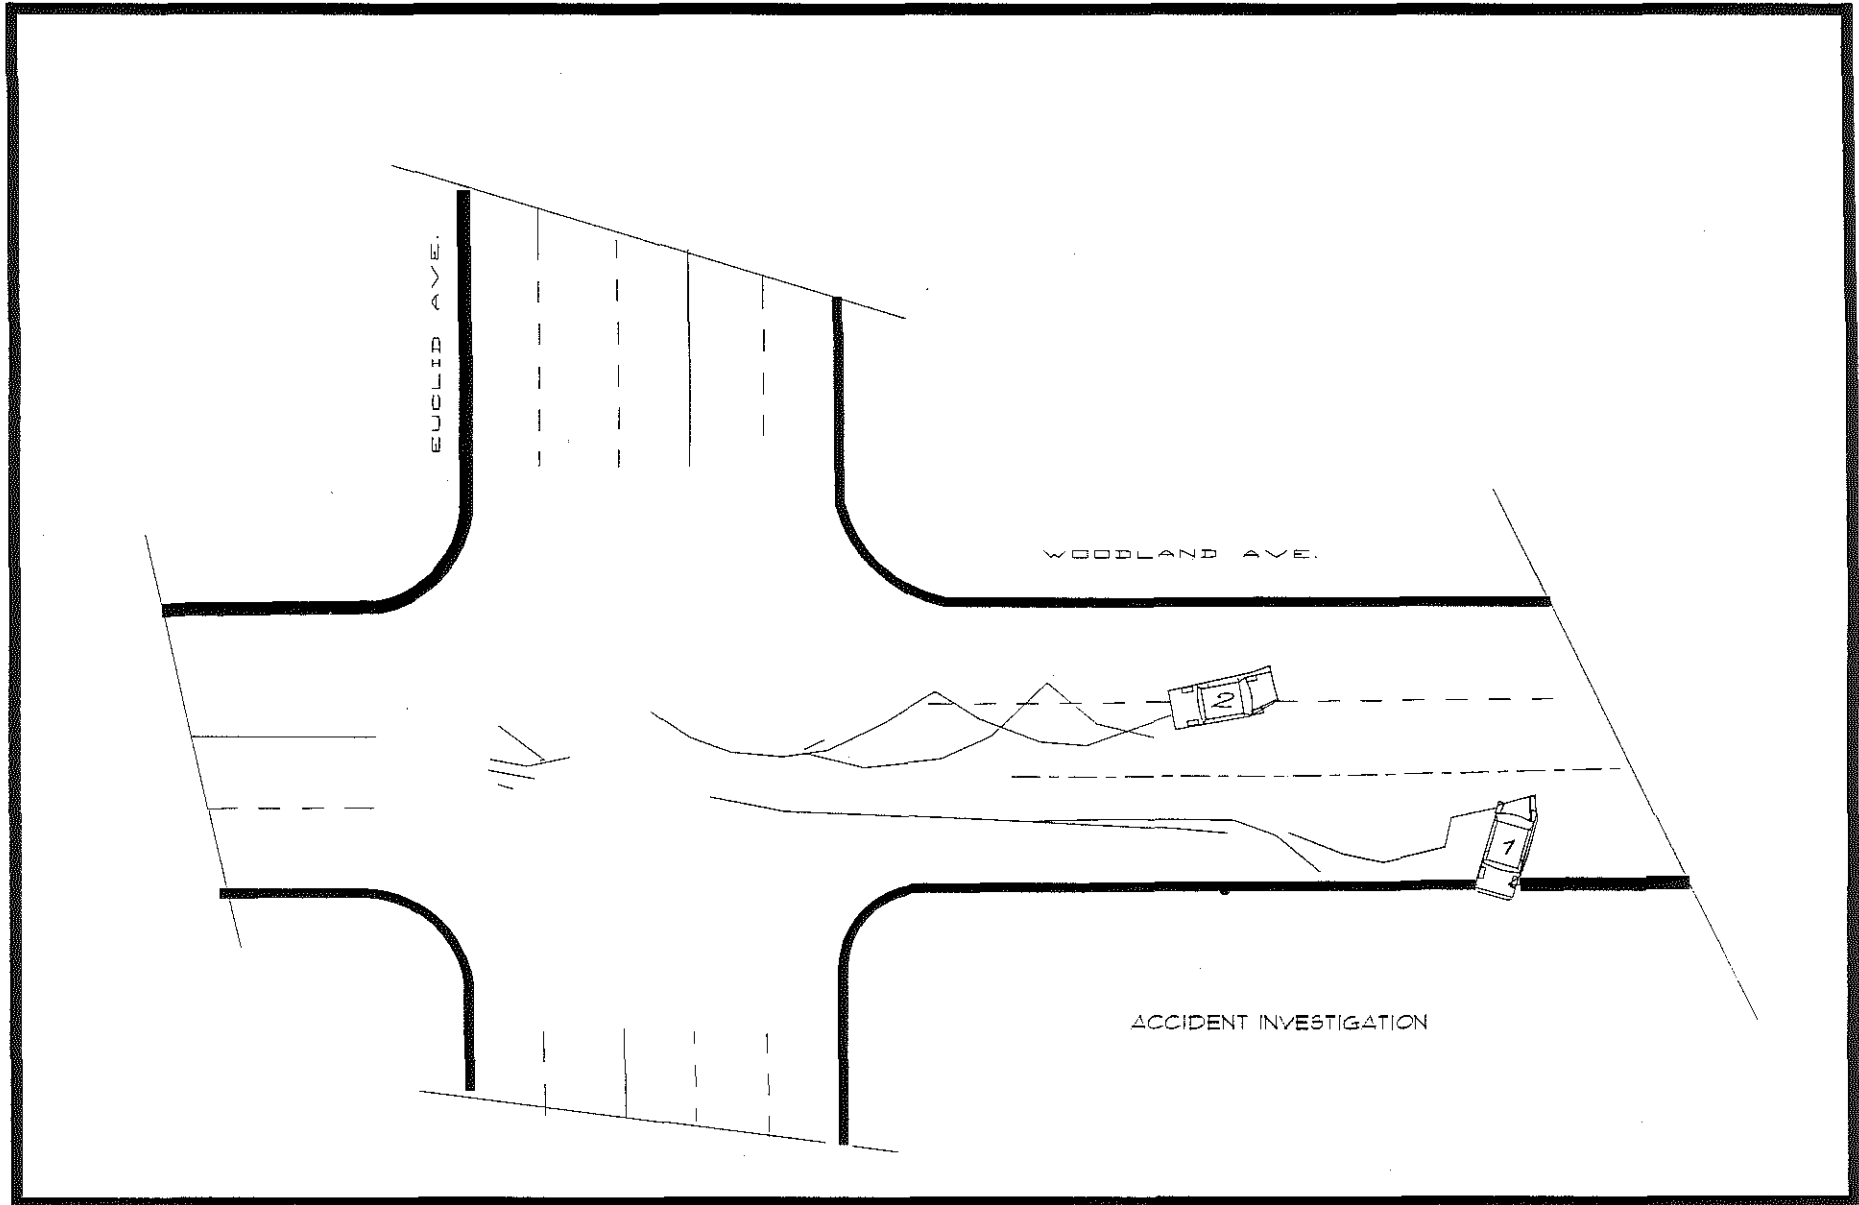 EUCLID AVE.
WOODLAND AVE.
2
1
ACCIDENT INVESTIGATION